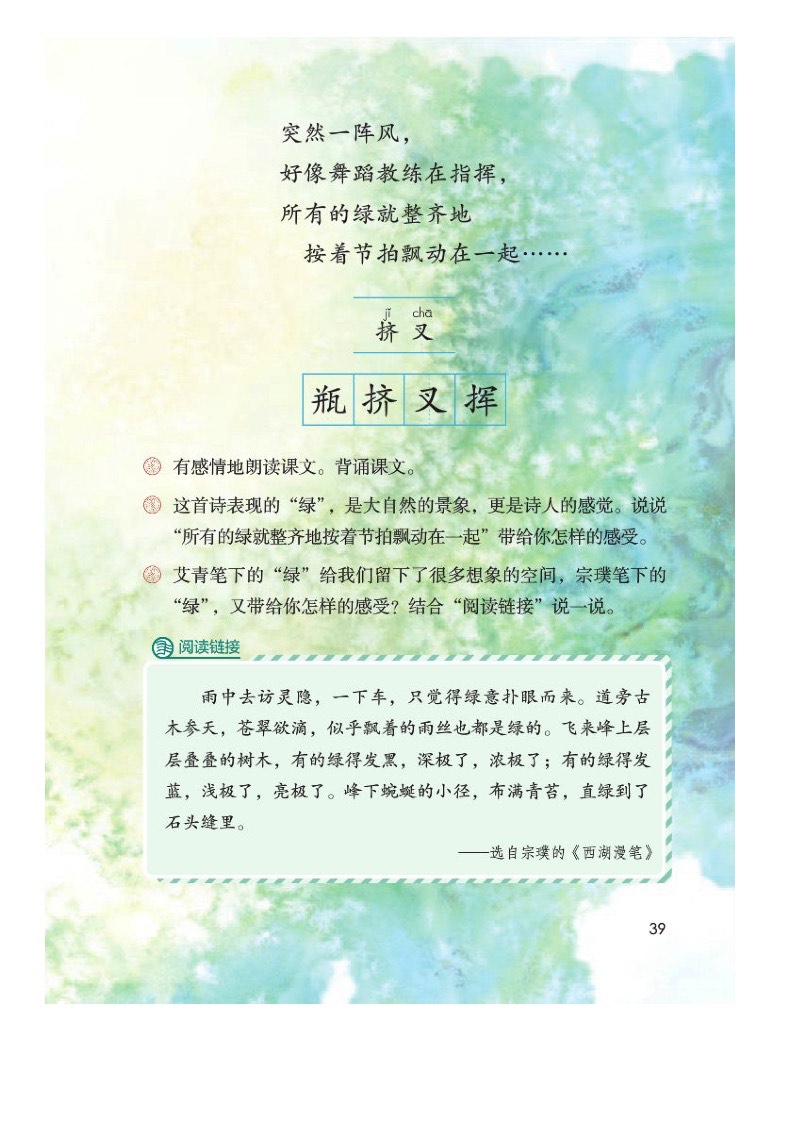 突然一阵风，
好像舞蹈教练在指挥，
所有的绿就整齐地
按着节拍飘动在一起……
jǐ chā
挤 叉
瓶挤叉挥
有感情地朗读课文。背诵课文。
这首诗表现的“绿”，是大自然的景象，更是诗人的感觉。说说
“所有的绿就整齐地按着节拍飘动在一起”带给你怎样的感受。
艾青笔下的“绿”给我们留下了很多想象的空间，宗璞笔下的
“绿”，又带给你怎样的感受？结合“阅读链接”说一说。
阅读链接
雨中去访灵隐，一下车，只觉得绿意扑眼而来。道旁古
木参天，苍翠欲滴，似乎飘着的雨丝也都是绿的。飞来峰上层
层叠叠的树木，有的绿得发黑，深极了，浓极了；有的绿得发
蓝，浅极了，亮极了。峰下蜿蜒的小径，布满青苔，直绿到了
石头缝里。
——选自宗璞的《西湖漫笔》
39